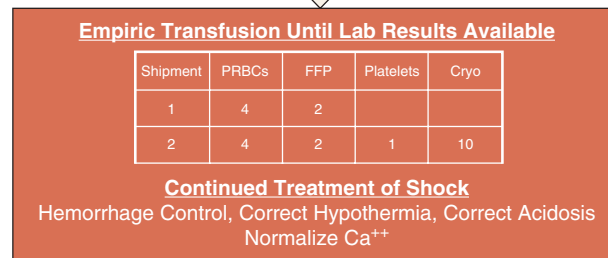 Empiric Transfusion Until Lab Results Available
Shipment PRBCs FFP Platelets Cryo
1 4 2
2 4 2 1 10
Continued Treatment of Shock
Hemorrhage Control, Correct Hypothermia, Correct Acidosis
Normalize Ca⁺⁺